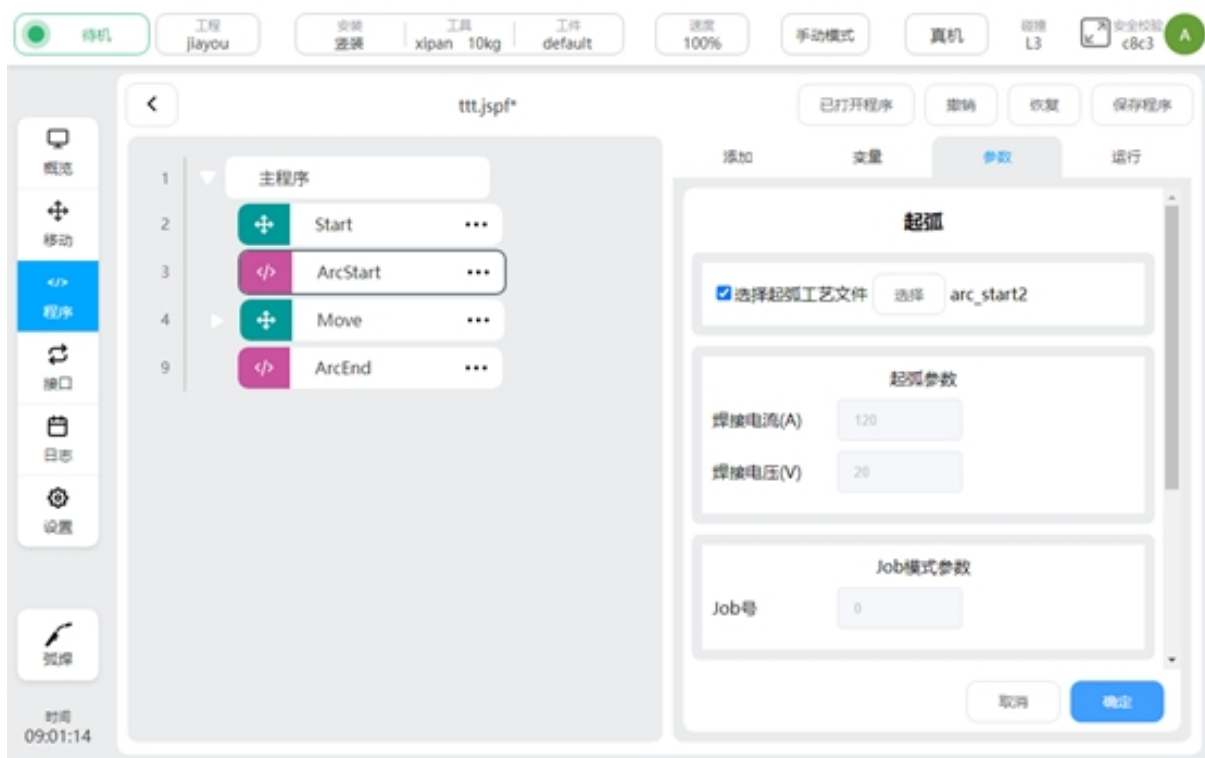 待机
工程
jiayou
安装
竖装
工具
xipan 10kg
工件
default
速度
100%
手动模式
真机
碰撞
L3
安全校验
c8c3
A
ttt.jspf*
已打开程序
撤销
恢复
保存程序
概览
移动
</>
程序
接口
日志
设置
弧焊
时间
09:01:14
1 主程序
2 Start •••
3 </> ArcStart •••
4 Move •••
9 </> ArcEnd •••
添加 变量 参数 运行
起弧
选择起弧工艺文件 选择 arc_start2
起弧参数
焊接电流(A) 120
焊接电压(V) 20
Job模式参数
Job号 0
取消 确定